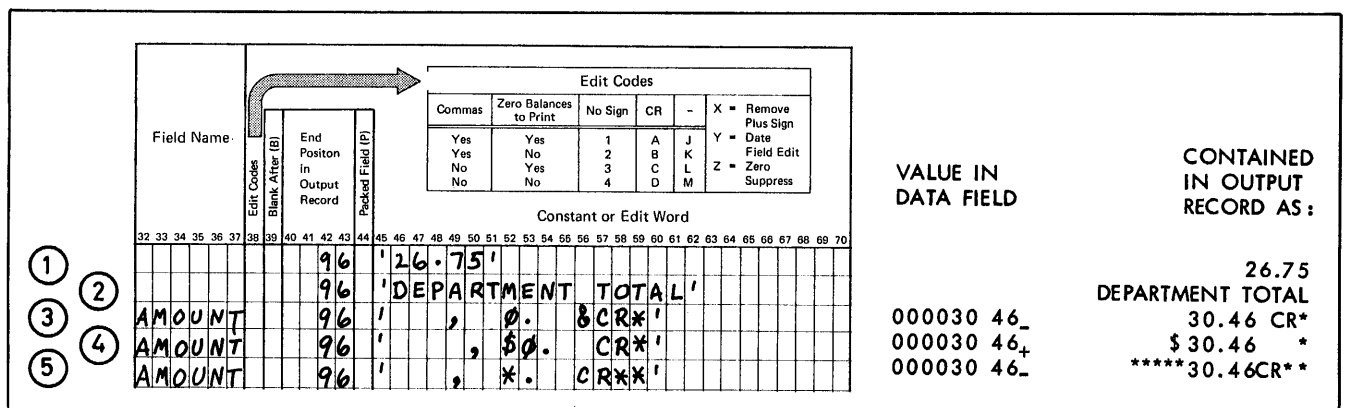 Edit Codes
Commas Zero Balances to Print No Sign CR - X = Remove Plus Sign
Yes Yes 1 A J Y = Date Field Edit
Yes No 2 B K
No Yes 3 C L Z = Zero Suppress
No No 4 D M
Field Name
Edit Codes
Blank After (B)
End Positon in Output Record
Packed Field (P)
Constant or Edit Word
VALUE IN DATA FIELD
CONTAINED IN OUTPUT RECORD AS:
32 33 34 35 36 37 38 39 40 41 42 43 44 45 46 47 48 49 50 51 52 53 54 55 56 57 58 59 60 61 62 63 64 65 66 67 68 69 70
1 96 '26.75' 26.75
2 96 'DEPARTMENT TOTAL' DEPARTMENT TOTAL
3 AMOUNT 96 '   ,  0.  &CR*' 000030 46_ 30.46 CR*
4 AMOUNT 96 '    , $0.   CR*' 000030 46+ $30.46 *
5 AMOUNT 96 '   ,  *.  CR**' 000030 46_ *****30.46CR**